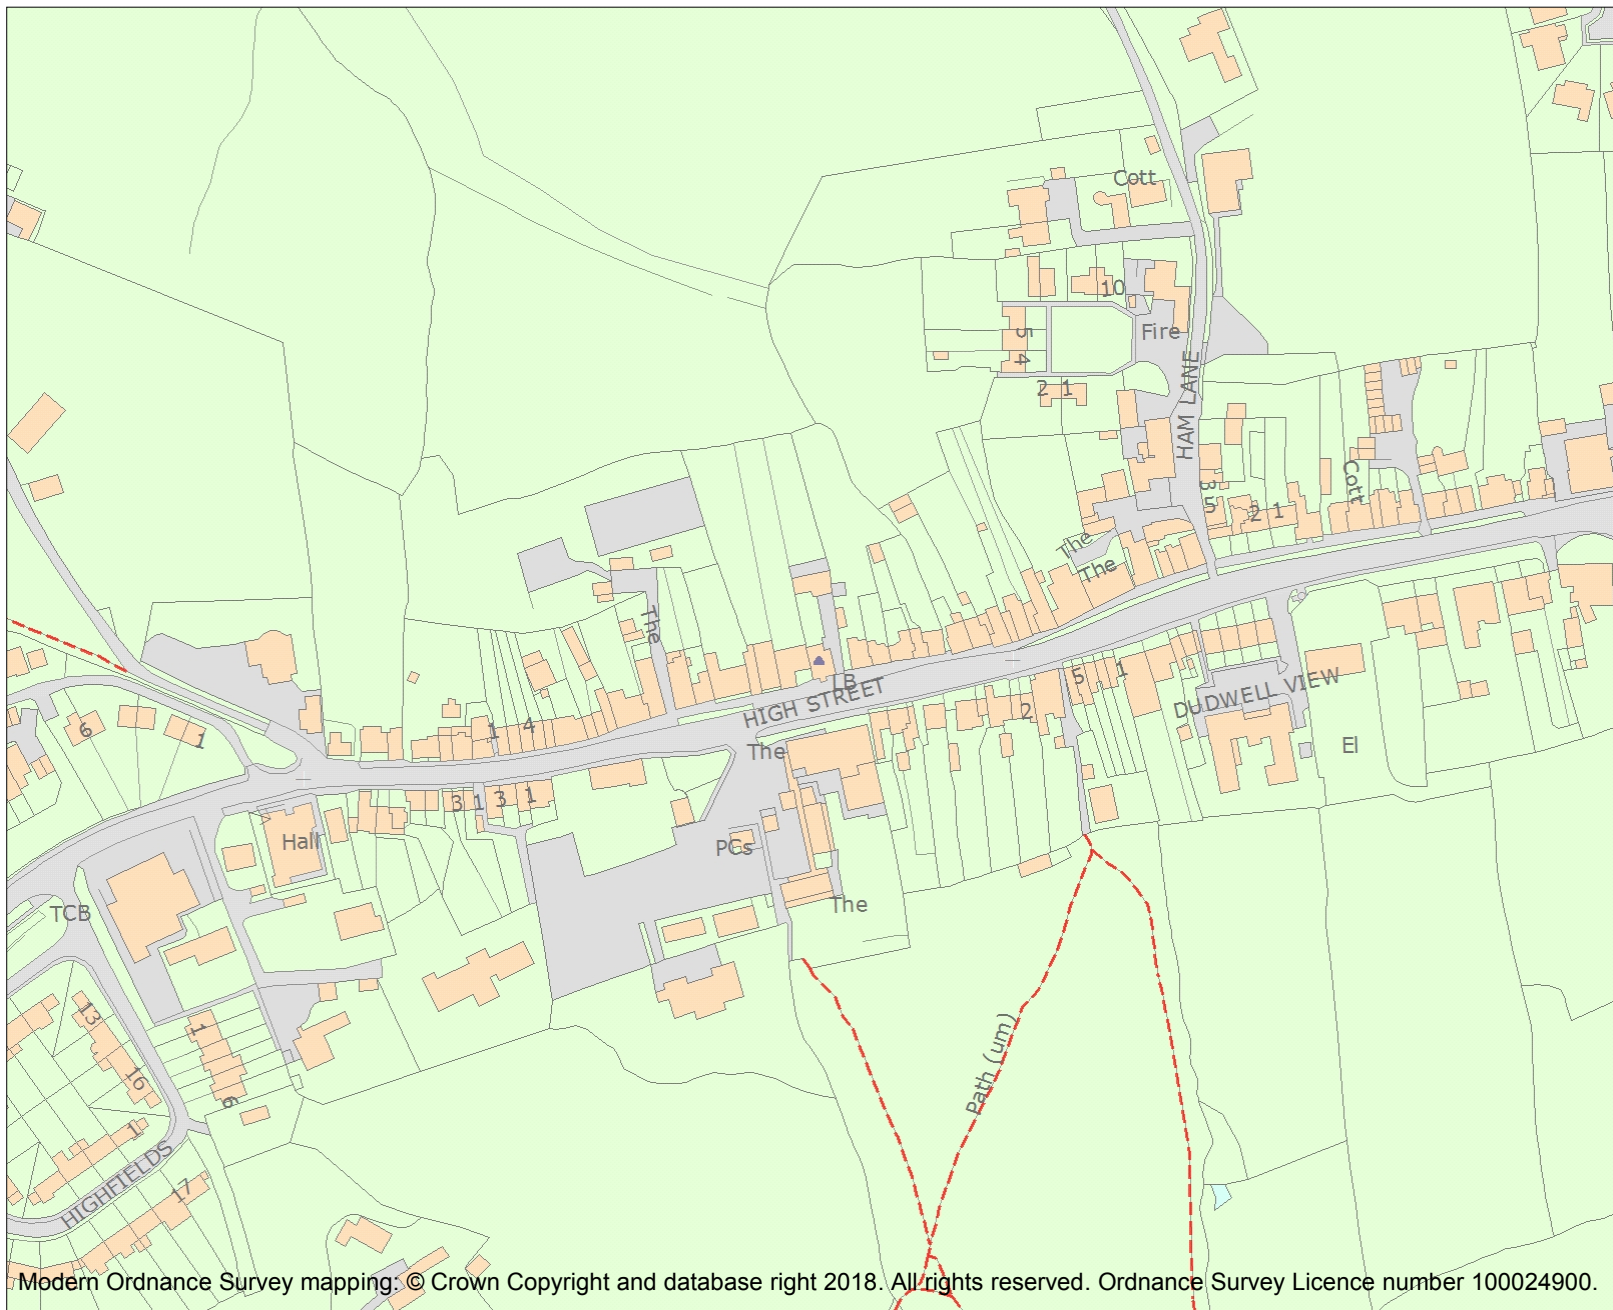 Cott
10
Fire
5
4
2 1
HAM LANE
Cott
3
5
2 1
The
The
The
LB
HIGH STREET
5
1
2
DUDWELL VIEW
El
6
1
1
4
The
3 1 3 1
Hall
PCs
The
TCB
13
16
1
6
Path (um)
1
HIGHFIELDS
17
Modern Ordnance Survey mapping: © Crown Copyright and database right 2018. All rights reserved. Ordnance Survey Licence number 100024900.